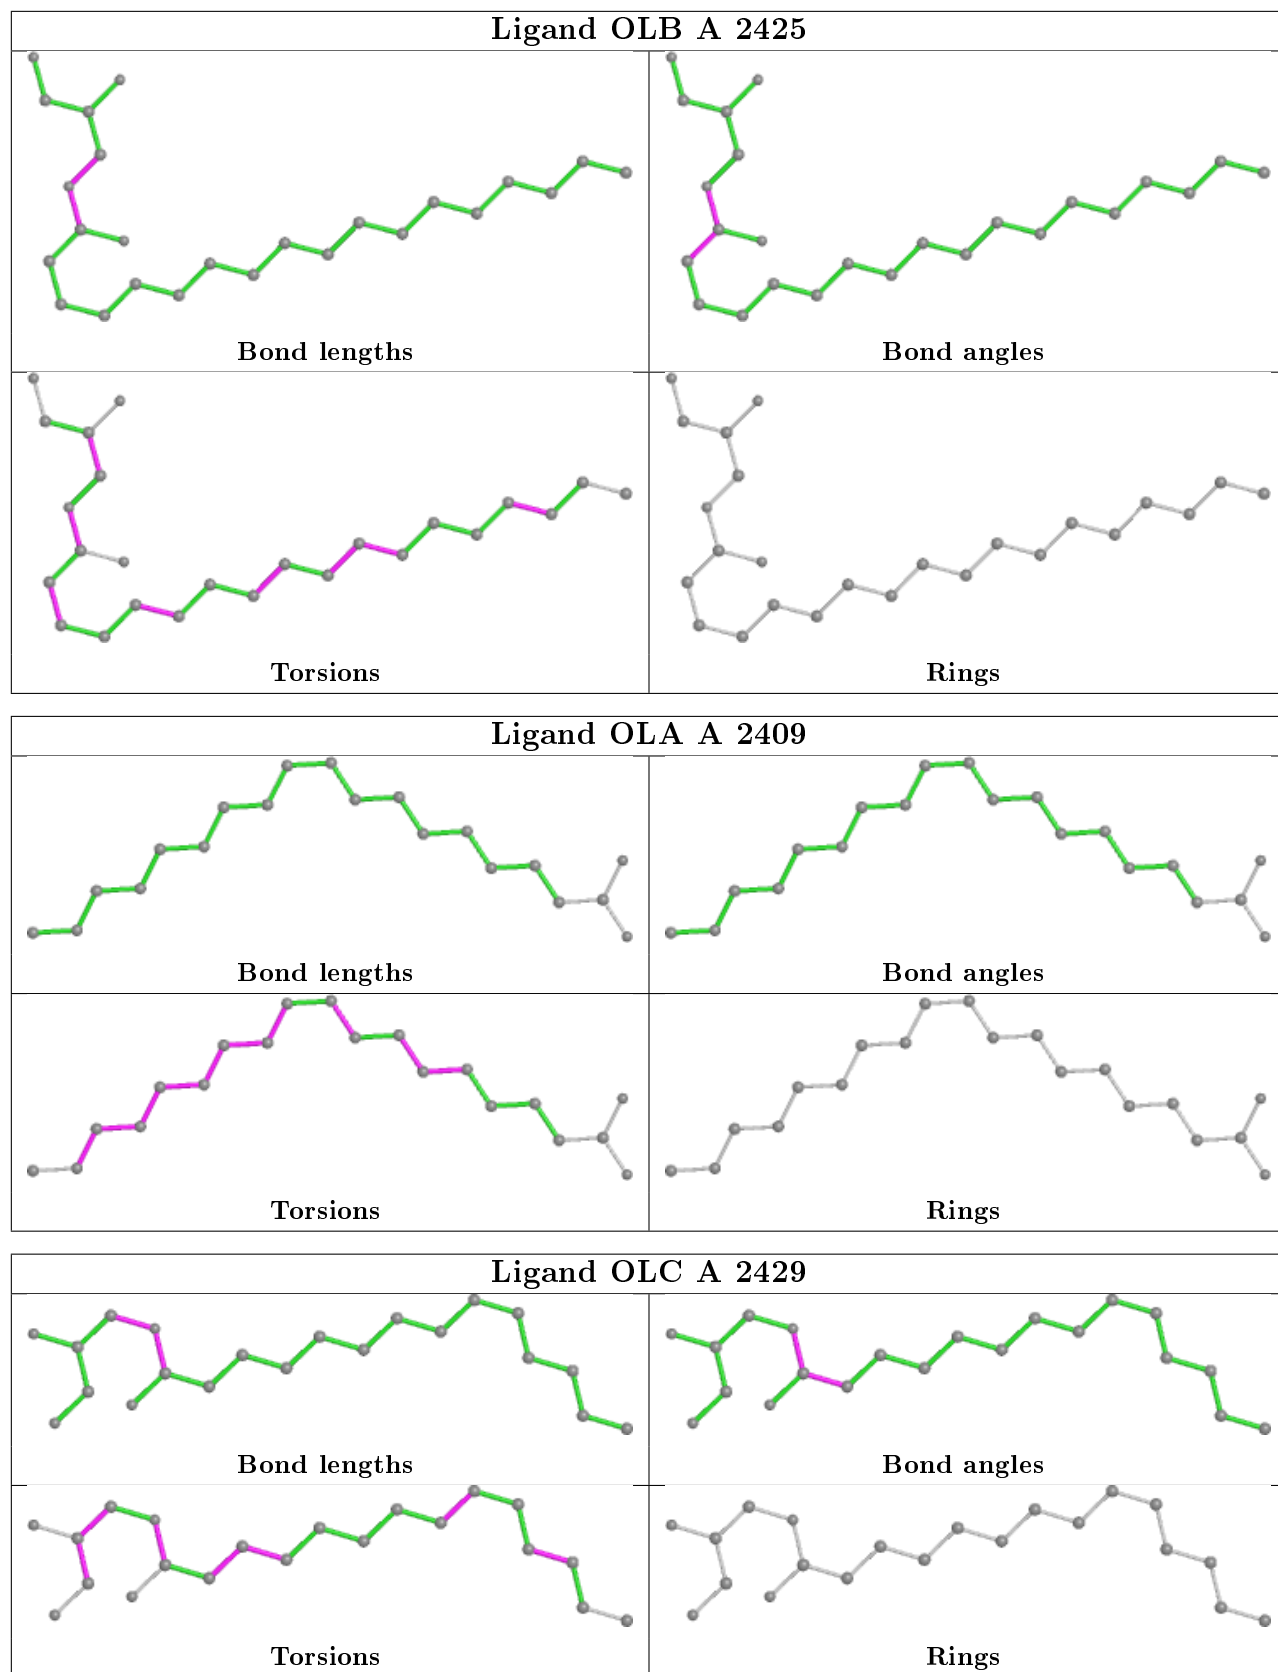 Ligand OLB A 2425
Bond lengths
Bond angles
Torsions
Rings
Ligand OLA A 2409
Bond lengths
Bond angles
Torsions
Rings
Ligand OLC A 2429
Bond lengths
Bond angles
Torsions
Rings